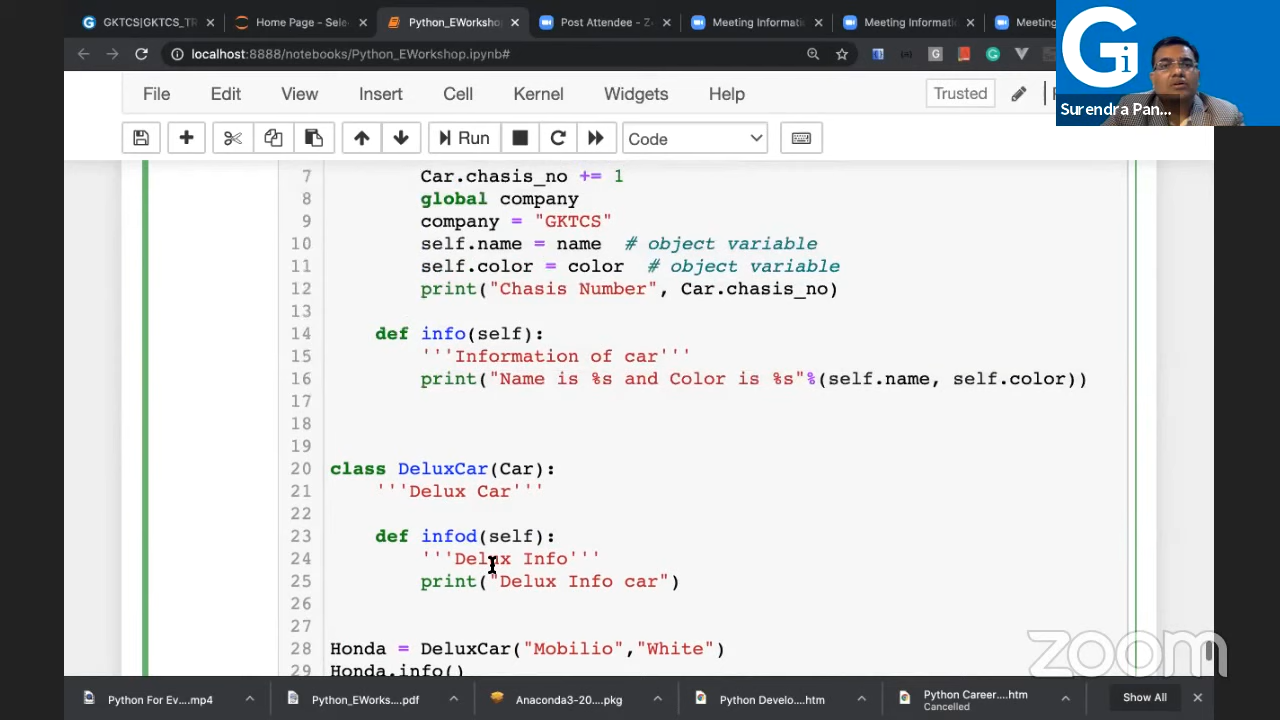 GKTCS|GKTCS_TR
Home Page - Sele
Python_EWorksho
Post Attendee - Z
Meeting Informati
Meeting Informatic
Meeting
localhost:8888/notebooks/Python_EWorkshop.ipynb#
Gi
Surendra Pan...
File Edit View Insert Cell Kernel Widgets Help Trusted
Run Code
7 Car.chasis_no += 1
8 global company
9 company = "GKTCS"
10 self.name = name # object variable
11 self.color = color # object variable
12 print("Chasis Number", Car.chasis_no)
13
14 def info(self):
15 '''Information of car'''
16 print("Name is %s and Color is %s"%(self.name, self.color))
17
18
19
20 class DeluxCar(Car):
21 '''Delux Car'''
22
23 def infod(self):
24 '''Delux Info'''
25 print("Delux Info car")
26
27
28 Honda = DeluxCar("Mobilio","White")
29 Honda.info()
zoom
Python For Ev....mp4
Python_EWorks....pdf
Anaconda3-20....pkg
Python Develo....htm
Python Career....htm
Cancelled
Show All